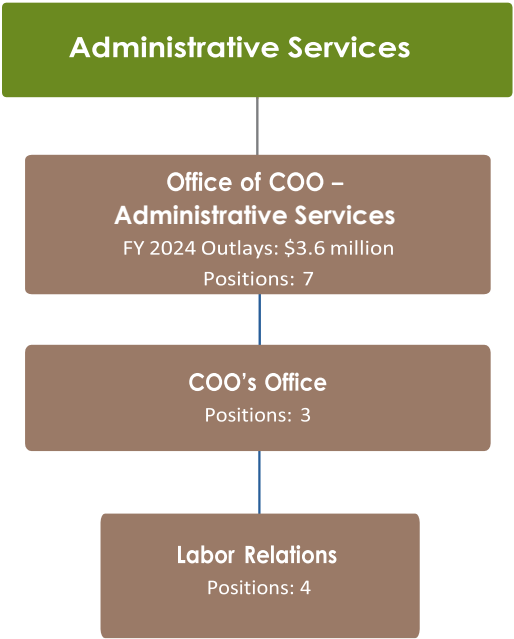 Administrative Services
Office of COO –
Administrative Services
FY 2024 Outlays: $3.6 million
Positions: 7
COO's Office
Positions: 3
Labor Relations
Positions: 4